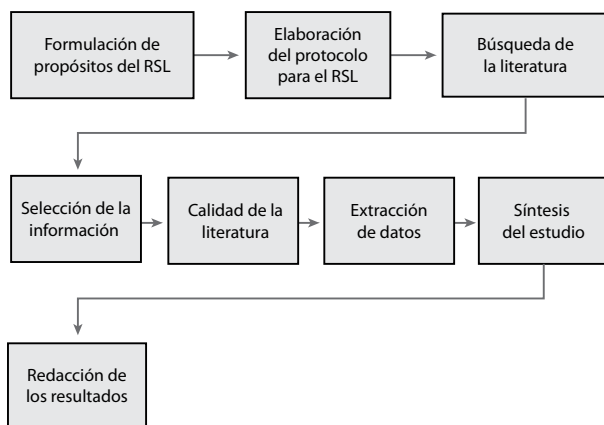 Formulación de
propósitos del RSL
Elaboración
del protocolo
para el RSL
Búsqueda de
la literatura
Selección de la
información
Calidad de la
literatura
Extracción
de datos
Síntesis
del estudio
Redacción de
los resultados